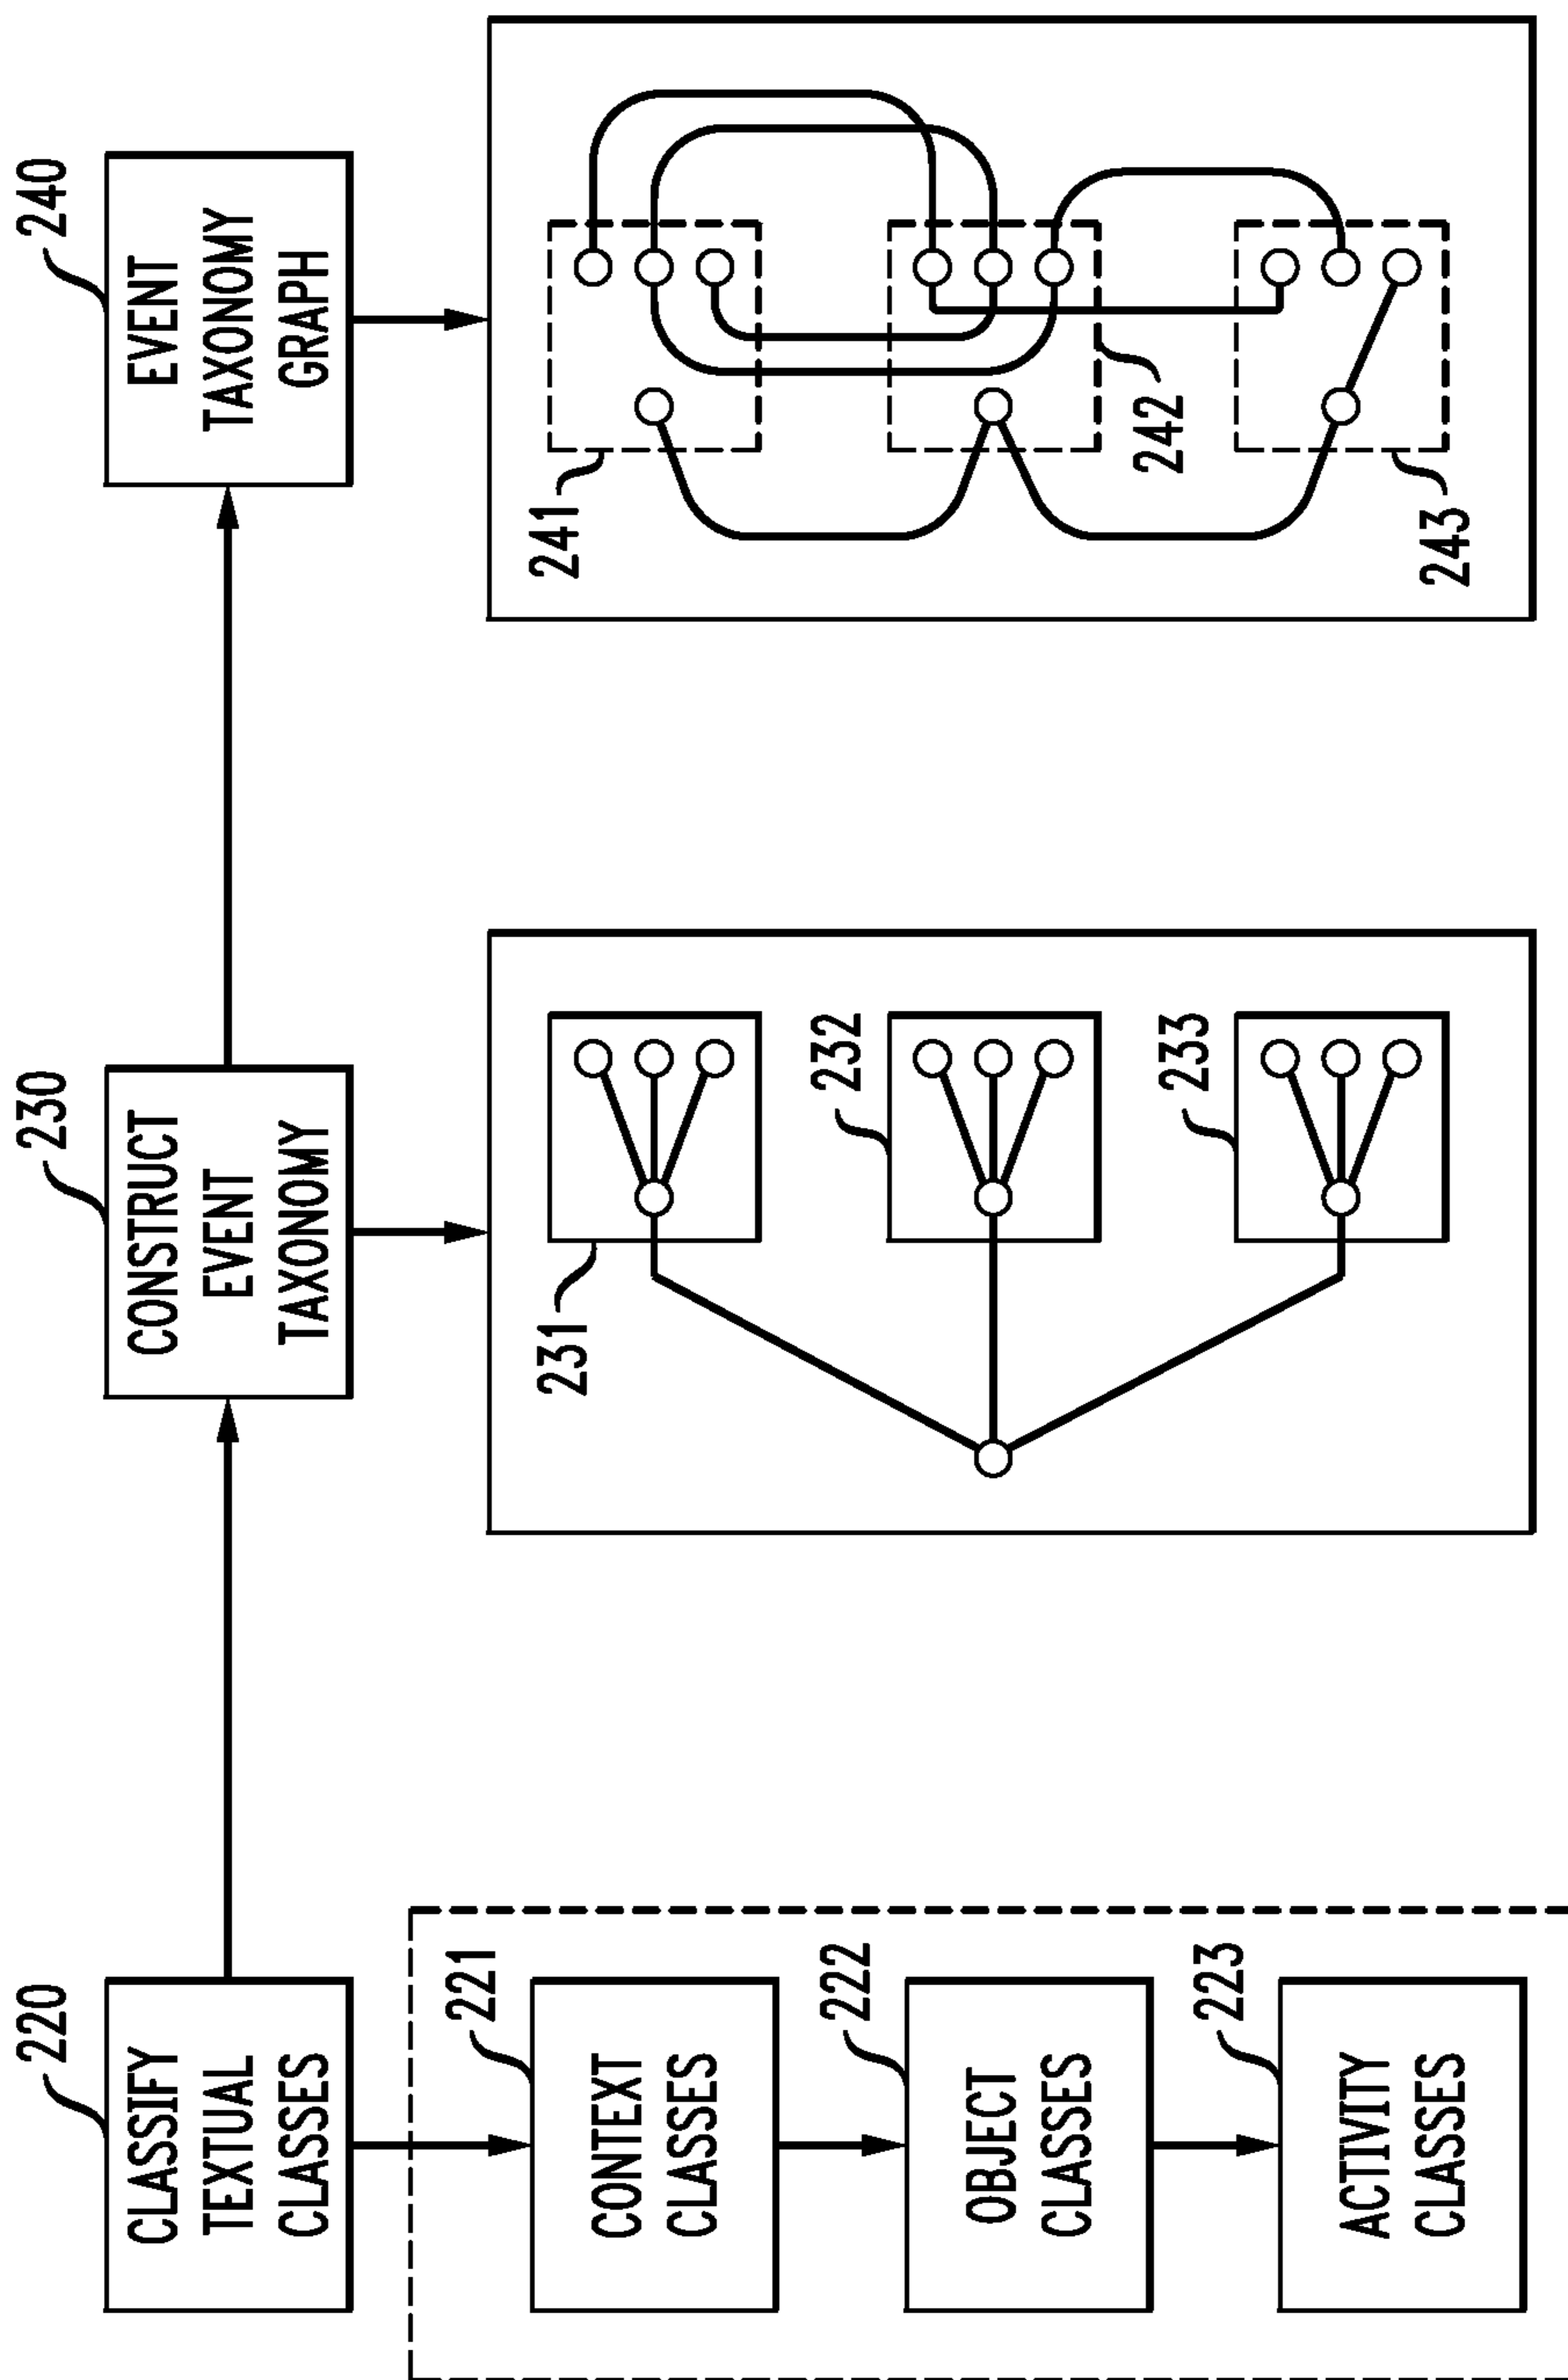 220
CLASSIFY
TEXTUAL
CLASSES
221
CONTEXT
CLASSES
222
OBJECT
CLASSES
223
ACTIVITY
CLASSES
230
CONSTRUCT
EVENT
TAXONOMY
231
232
233
240
EVENT
TAXONOMY
GRAPH
241
242
243